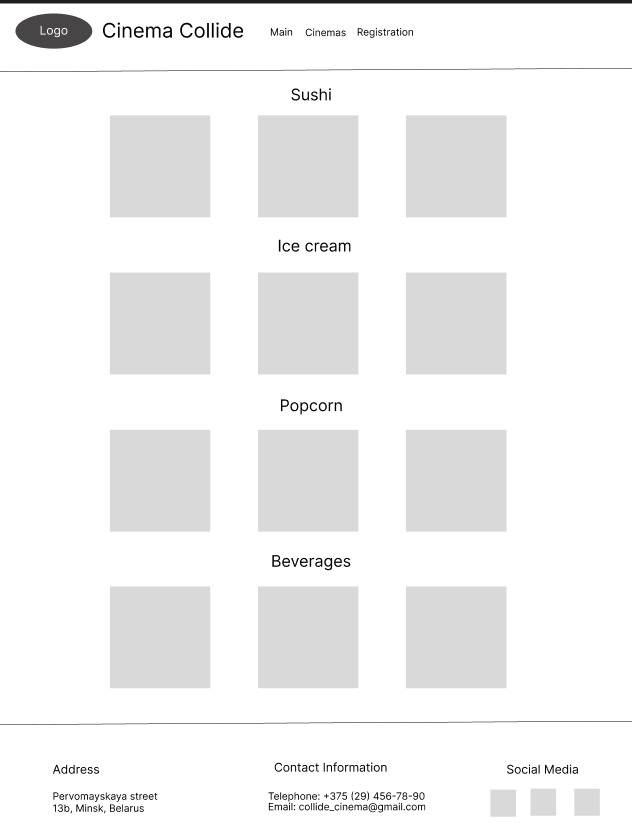 Logo
Cinema Collide
Main
Cinemas
Registration
Sushi
Ice cream
Popcorn
Beverages
Address
Pervomayskaya street
13b, Minsk, Belarus
Contact Information
Telephone: +375 (29) 456-78-90
Email: collide_cinema@gmail.com
Social Media